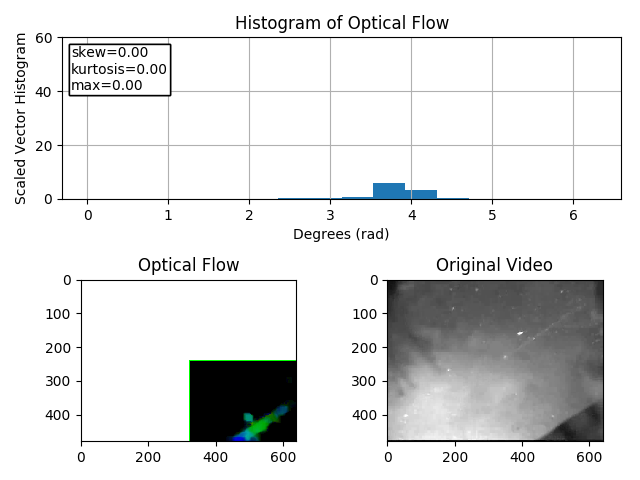 Histogram of Optical Flow
Scaled Vector Histogram
60
40
20
0
skew=0.00
kurtosis=0.00
max=0.00
0 1 2 3 4 5 6
Degrees (rad)
Optical Flow
0
100
200
300
400
0 200 400 600
Original Video
0
100
200
300
400
0 200 400 600